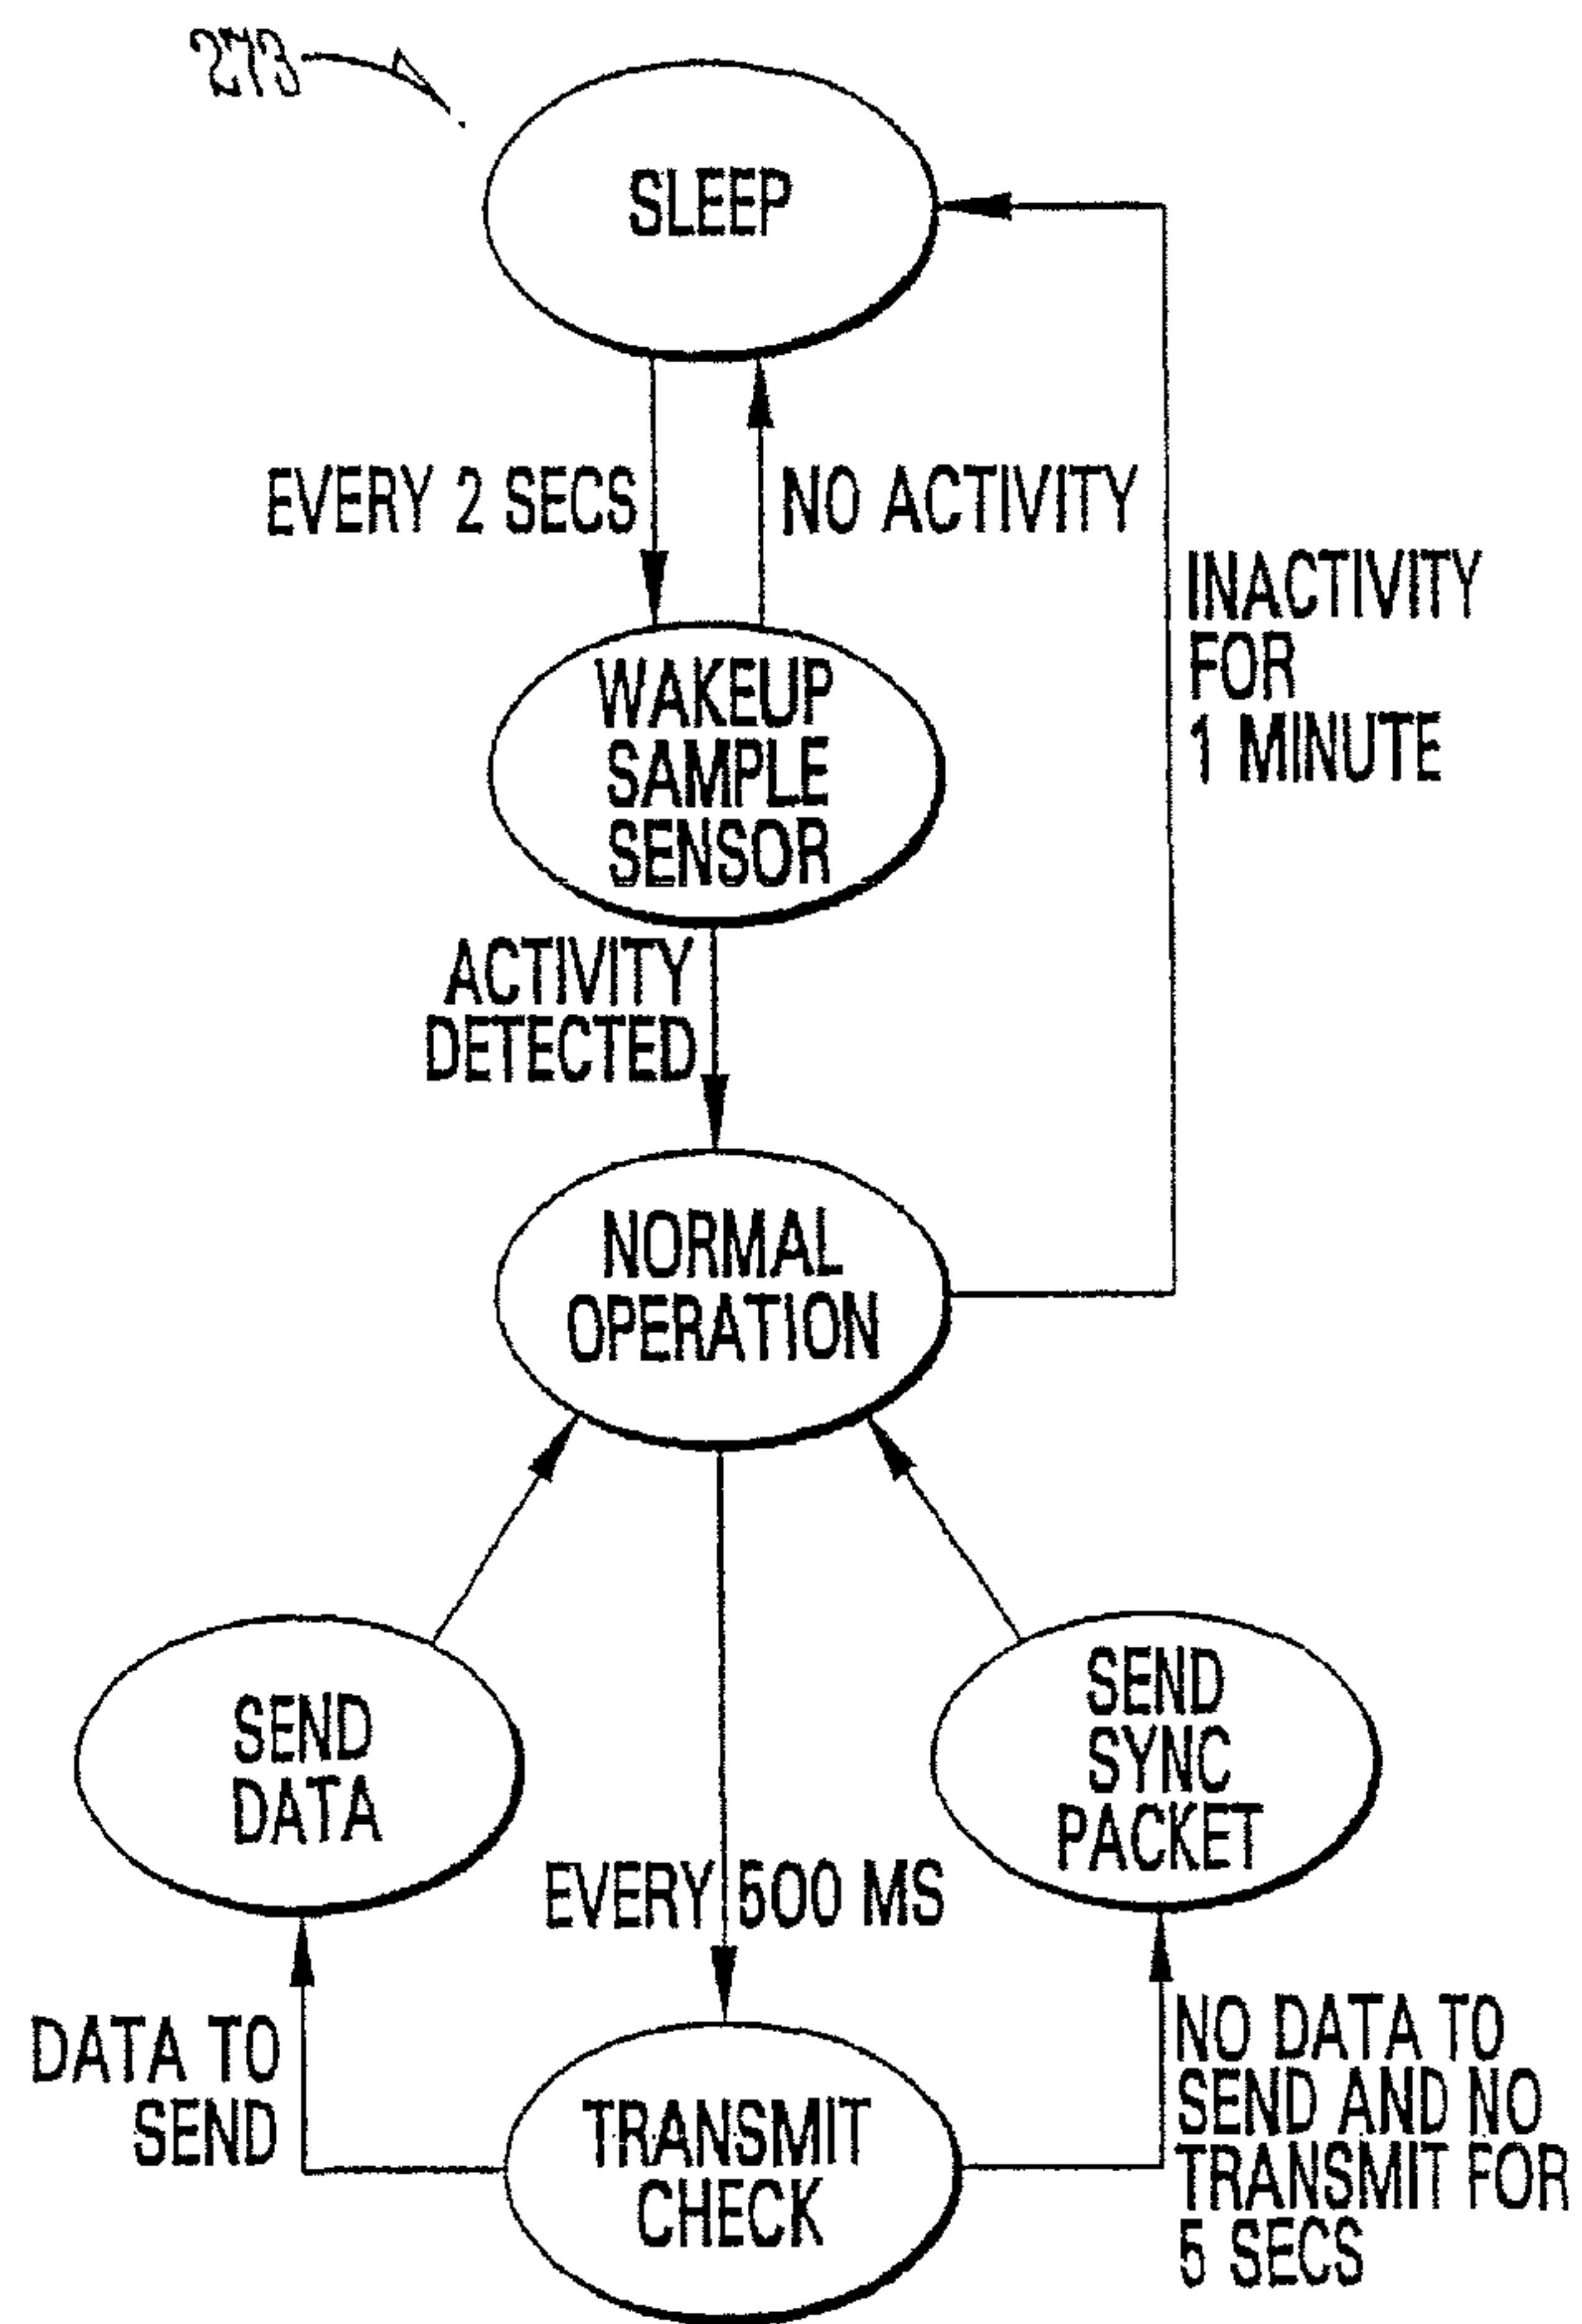 273
SLEEP
EVERY 2 SECS
NO ACTIVITY
INACTIVITY
FOR
1 MINUTE
WAKEUP
SAMPLE
SENSOR
ACTIVITY
DETECTED
NORMAL
OPERATION
SEND
DATA
SEND
SYNC
PACKET
EVERY 500 MS
DATA TO
SEND
NO DATA TO
SEND AND NO
TRANSMIT FOR
5 SECS
TRANSMIT
CHECK